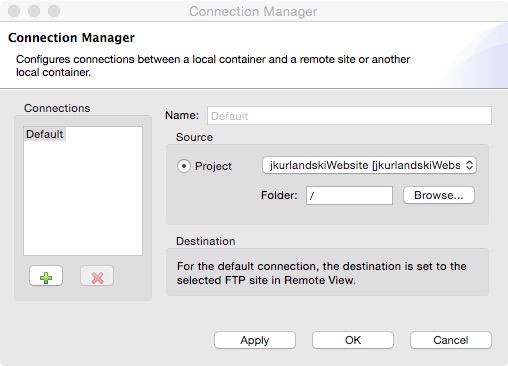 Connection Manager
Connection Manager
Configures connections between a local container and a remote site or another
local container.
Connections
Default
Name:
Default
Source
Project
jkurlandskiWebsite [jkurlandskiWebs
Folder:
/
Browse...
Destination
For the default connection, the destination is set to the
selected FTP site in Remote View.
Apply
OK
Cancel